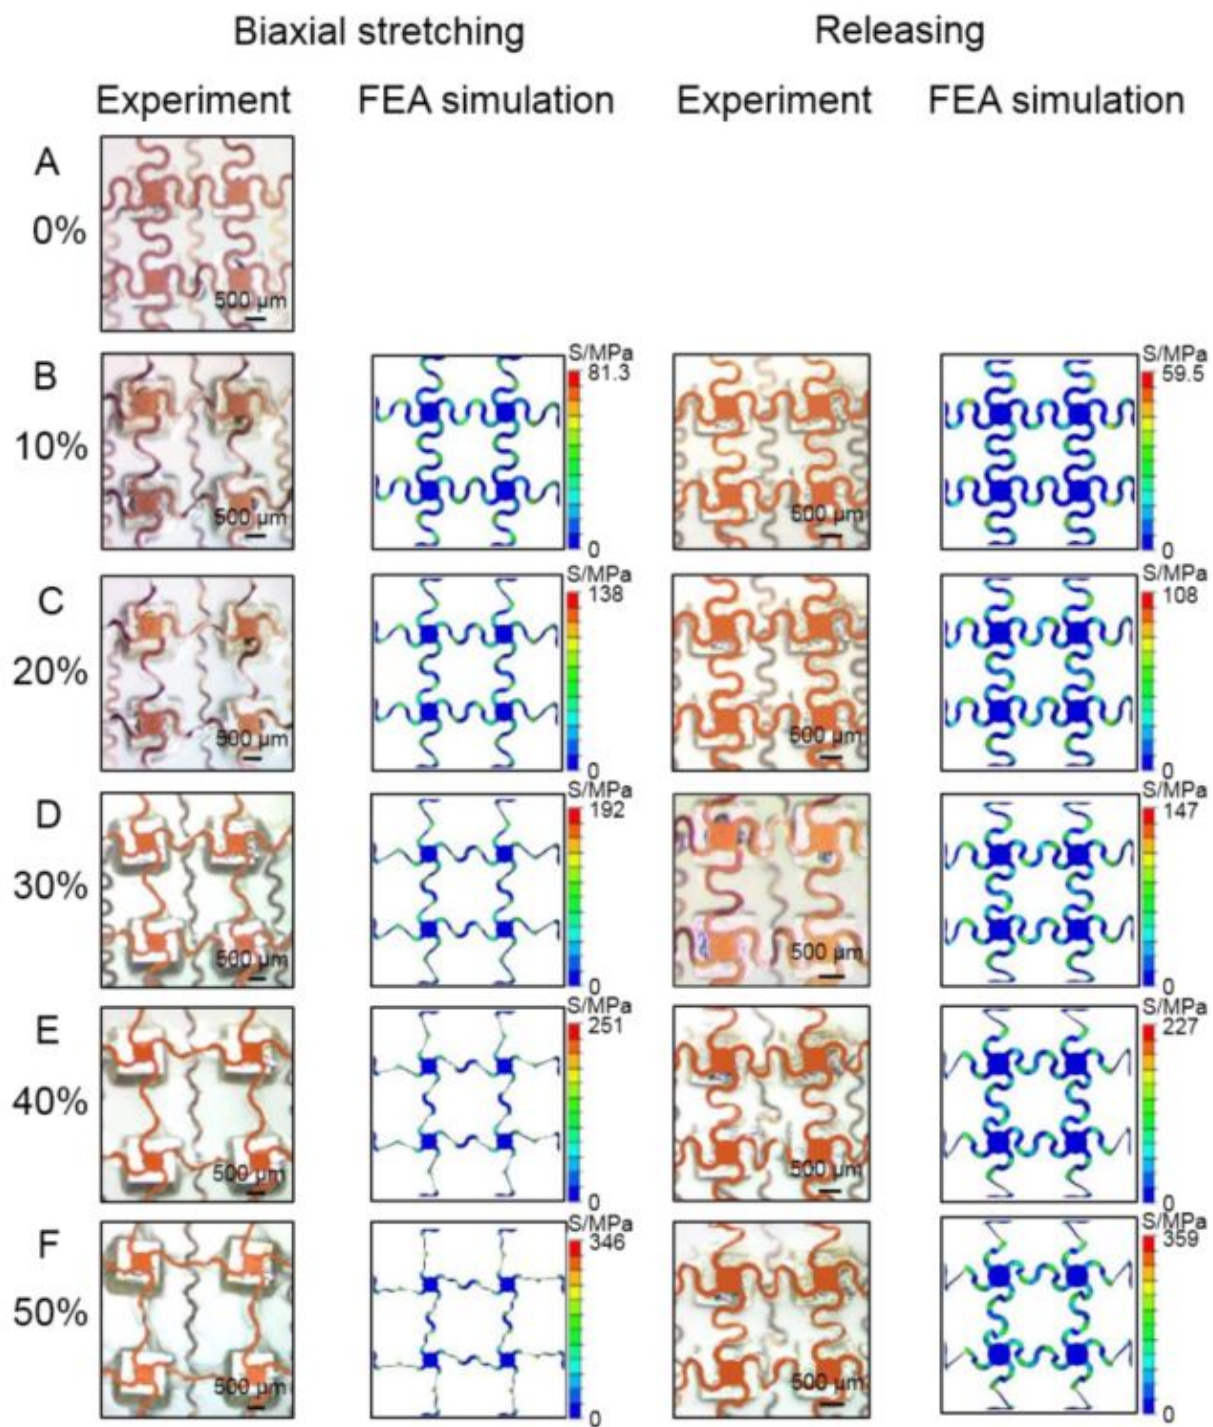 Biaxial stretching Releasing
Experiment FEA simulation Experiment FEA simulation
A
0%
500 µm
B
10%
500 µm
S/MPa
81.3
0
500 µm
S/MPa
59.5
0
C
20%
500 µm
S/MPa
138
0
500 µm
S/MPa
108
0
D
30%
500 µm
S/MPa
192
0
500 µm
S/MPa
147
0
E
40%
500 µm
S/MPa
251
0
500 µm
S/MPa
227
0
F
50%
500 µm
S/MPa
346
0
500 µm
S/MPa
359
0